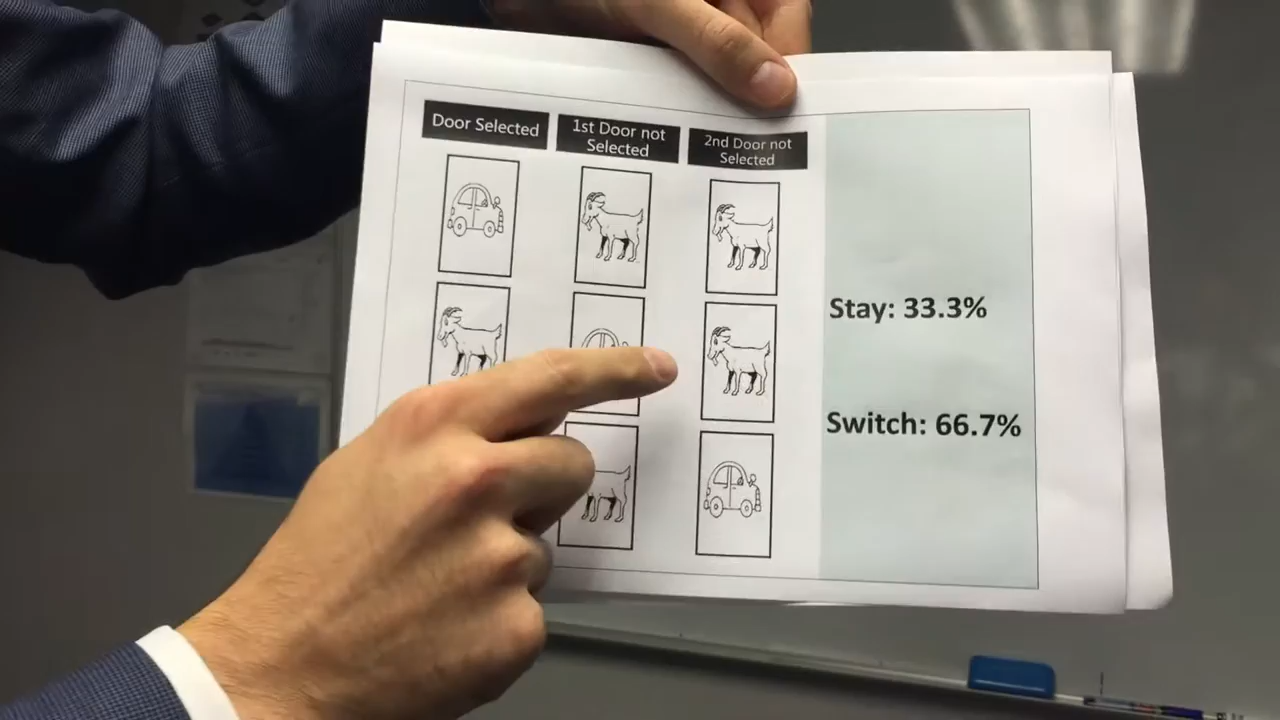 Door Selected
1st Door not
Selected
2nd Door not
Selected
Stay: 33.3%
Switch: 66.7%